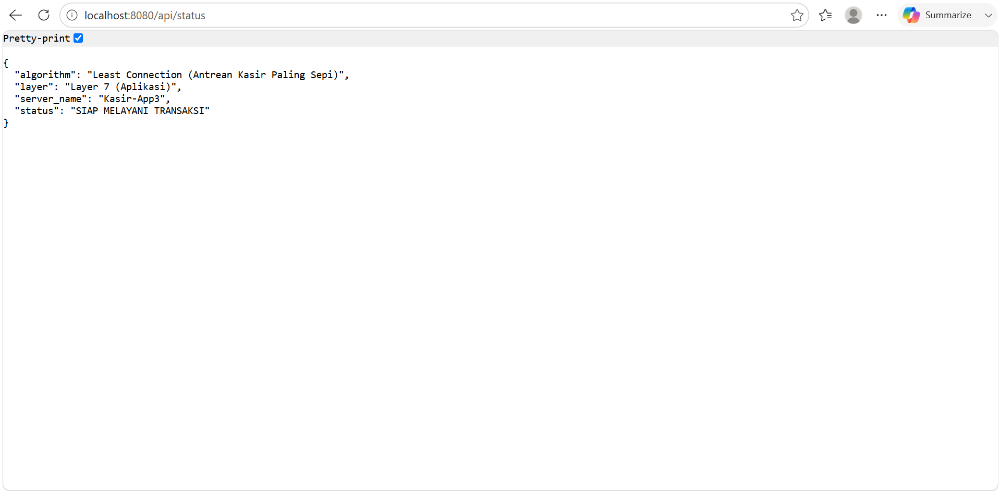 localhost:8080/api/status
Summarize
Pretty-print
{
  "algorithm": "Least Connection (Antrean Kasir Paling Sepi)",
  "layer": "Layer 7 (Aplikasi)",
  "server_name": "Kasir-App3",
  "status": "SIAP MELAYANI TRANSAKSI"
}